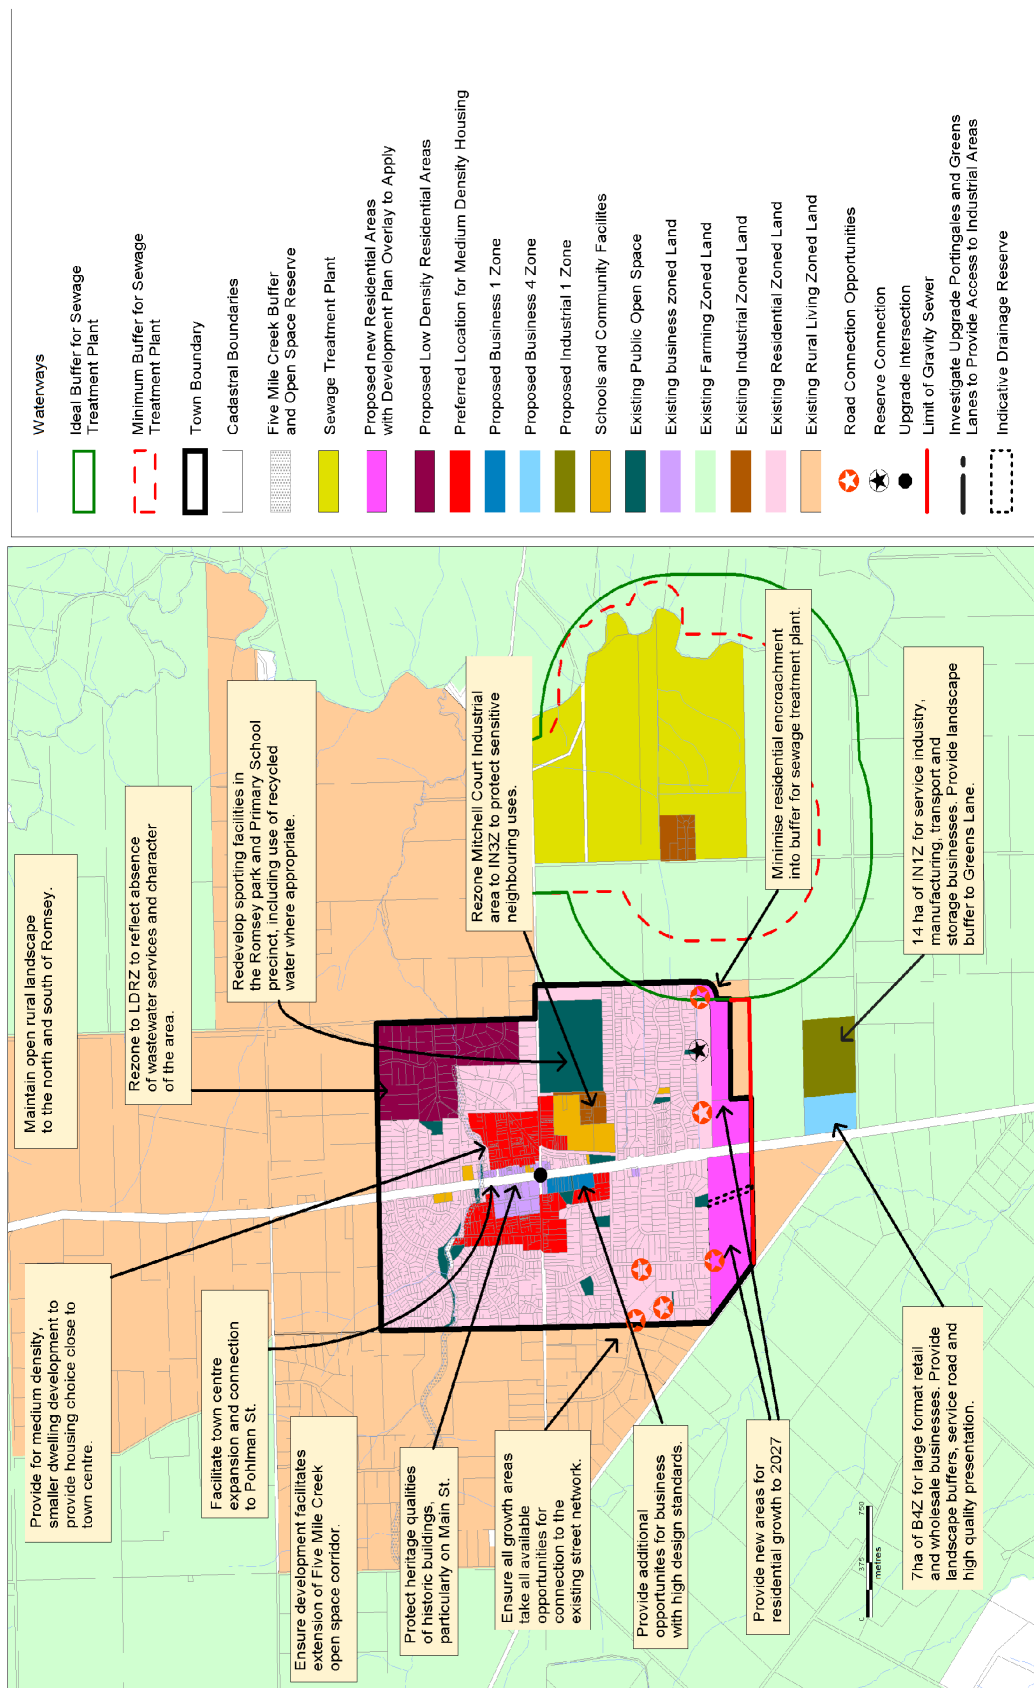 Maintain open rural landscape
to the north and south of Romsey.
Rezone to LDRZ to reflect absence
of wastewater services and character
of the area.
Redevelop sporting facilities in
the Romsey park and Primary School
precinct, including use of recycled
water where appropriate.
Rezone Mitchell Court Industrial
area to IN3Z to protect sensitive
neighbouring uses.
Minimise residential encroachment
into buffer for sewage treatment plant.
14 ha of IN1Z for service industry,
manufacturing, transport and
storage businesses. Provide landscape
buffer to Greens Lane.
Provide for medium density,
smaller dwelling development to
provide housing choice close to
town centre.
Facilitate town centre
expansion and connection
to Pohlman St.
Ensure development facilitates
extension of Five Mile Creek
open space corridor.
Protect heritage qualities
of historic buildings,
particularly on Main St.
Ensure all growth areas
take all available
opportunities for
connection to the
existing street network.
Provide additional
opportunites for business
with high design standards.
Provide new areas for
residential growth to 2027
7ha of B4Z for large format retail
and wholesale businesses. Provide
landscape buffers, service road and
high quality presentation.
0 375 750
metres
Waterways
Ideal Buffer for Sewage
Treatment Plant
Minimum Buffer for Sewage
Treatment Plant
Town Boundary
Cadastral Boundaries
Five Mile Creek Buffer
and Open Space Reserve
Sewage Treatment Plant
Proposed new Residential Areas
with Development Plan Overlay to Apply
Proposed Low Density Residential Areas
Preferred Location for Medium Density Housing
Proposed Business 1 Zone
Proposed Business 4 Zone
Proposed Industrial 1 Zone
Schools and Community Facilites
Existing Public Open Space
Existing business zoned Land
Existing Farming Zoned Land
Existing Industrial Zoned Land
Existing Residential Zoned Land
Existing Rural Living Zoned Land
Road Connection Opportunities
Reserve Connection
Upgrade Intersection
Limit of Gravity Sewer
Investigate Upgrade Portingales and Greens
Lanes to Provide Access to Industrial Areas
Indicative Drainage Reserve